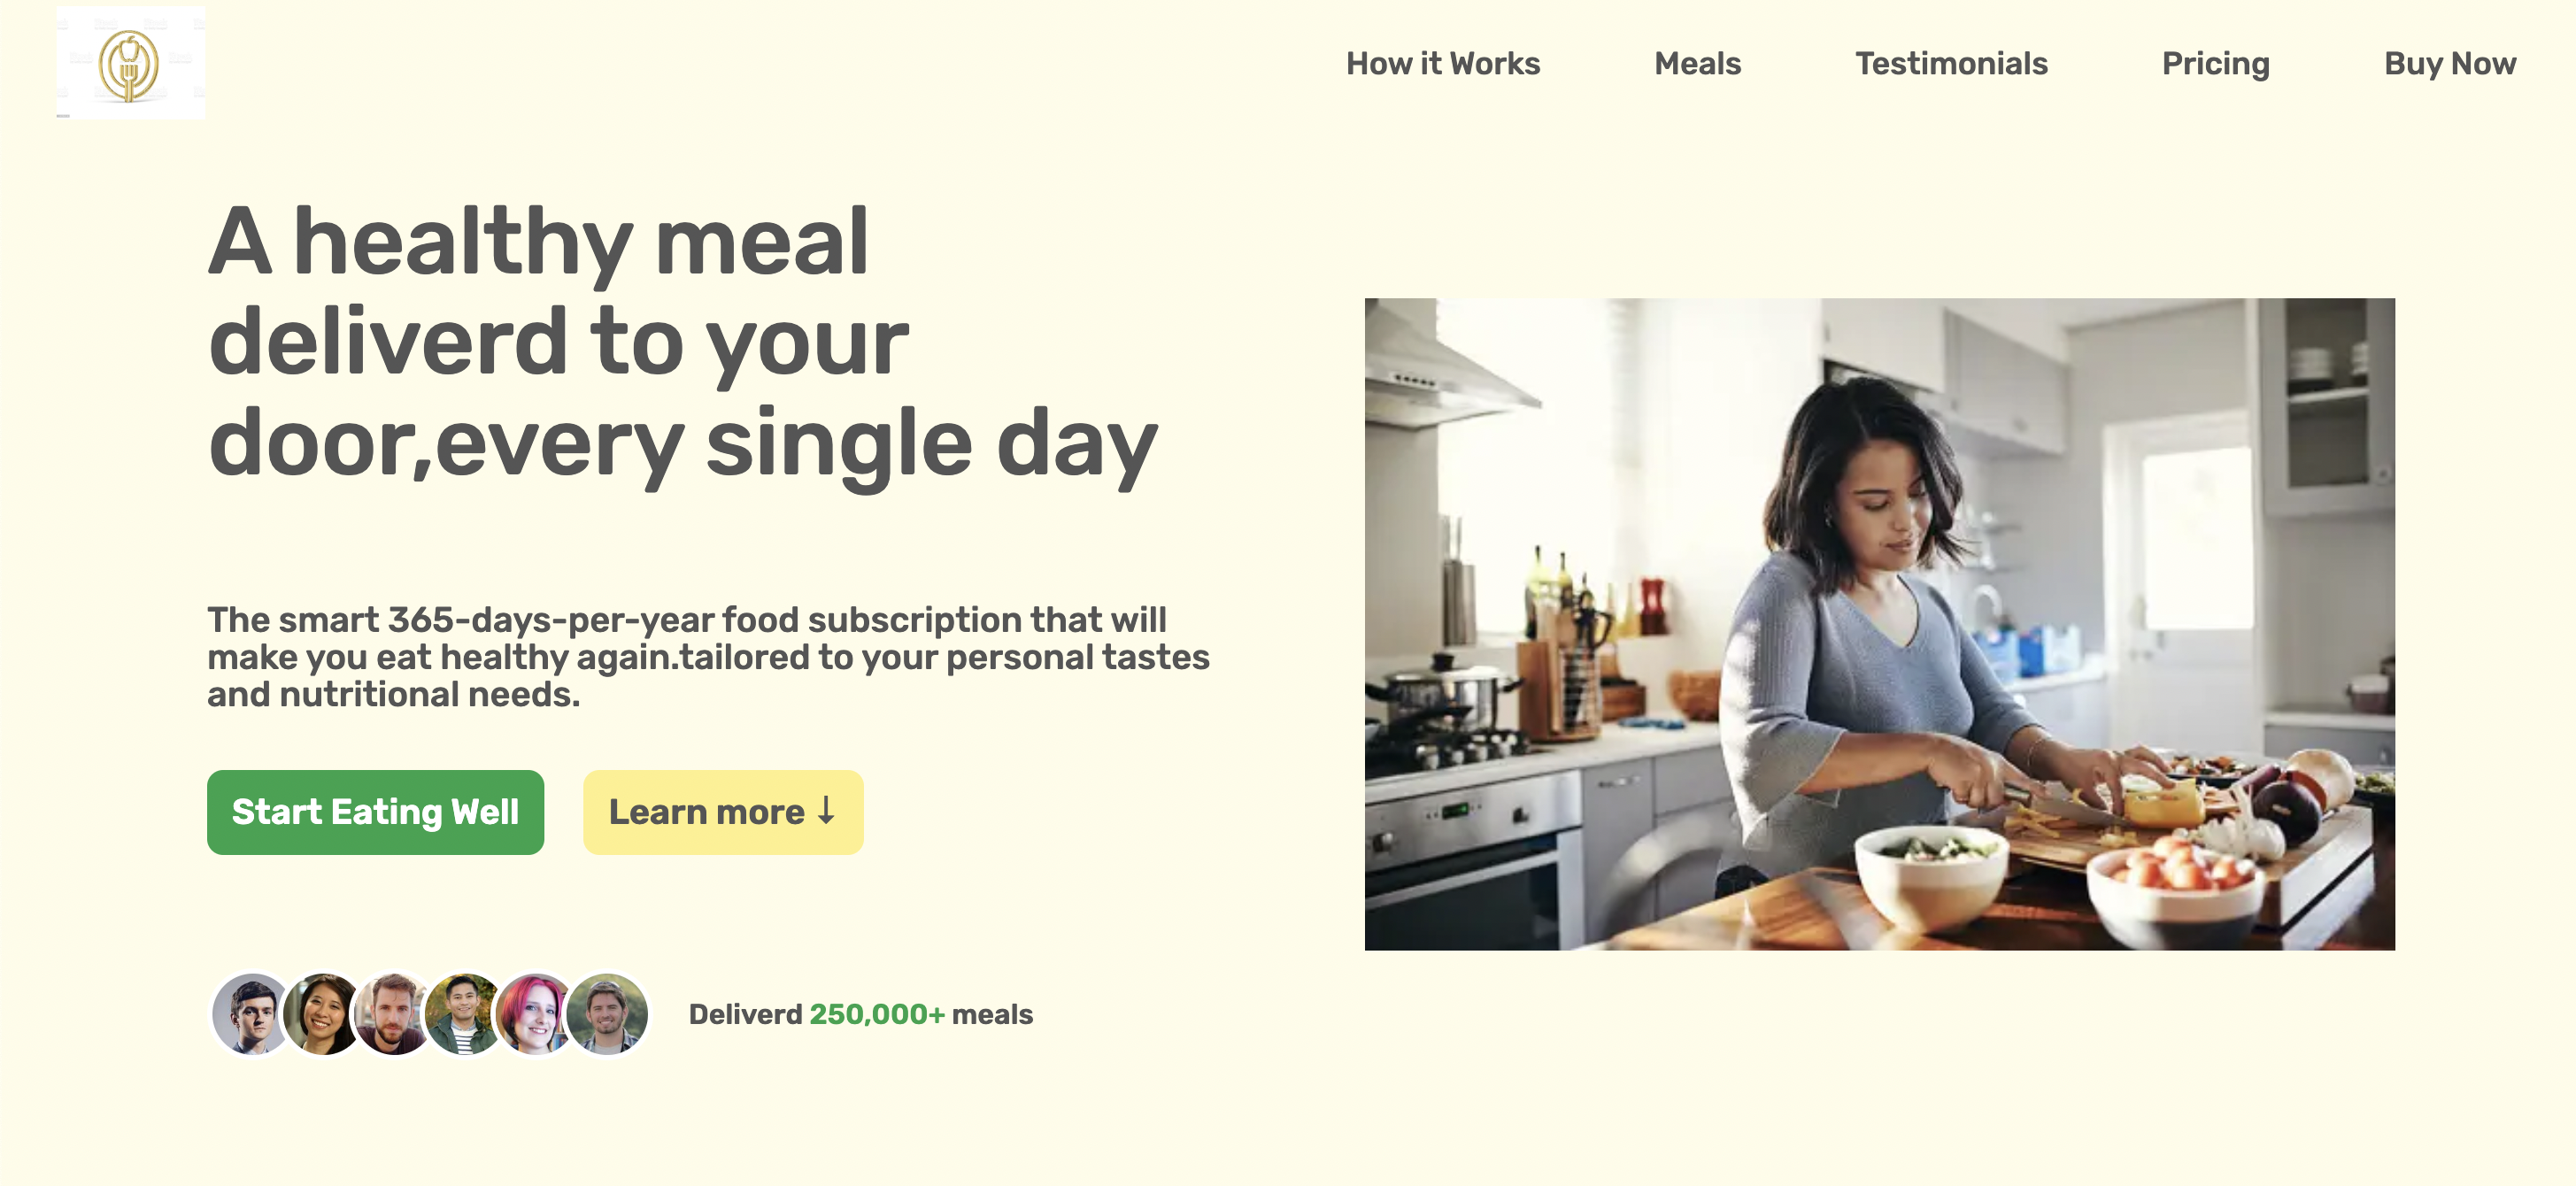 How it Works
Meals
Testimonials
Pricing
Buy Now
A healthy meal
deliverd to your
door,every single day
The smart 365-days-per-year food subscription that will
make you eat healthy again.tailored to your personal tastes
and nutritional needs.
Start Eating Well
Learn more ↓
Deliverd 250,000+ meals